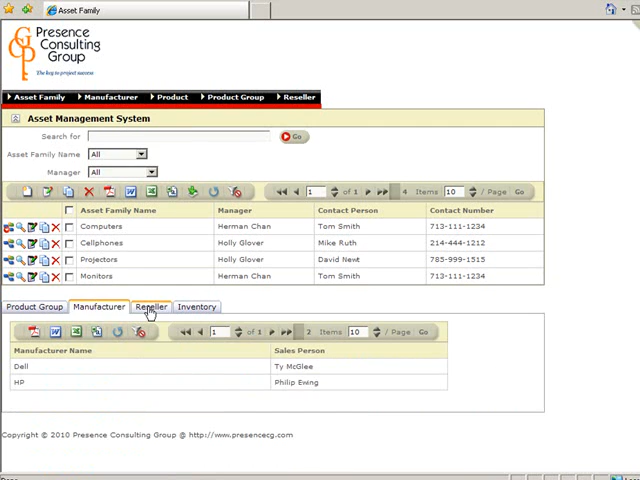 Asset Family
Presence
Consulting
Group
The key to project success
Asset Family Manufacturer Product Product Group Reseller
Asset Management System
Search for Go
Asset Family Name All
Manager All
1 of 1 4 Items 10 / Page Go
Asset Family Name Manager Contact Person Contact Number
Computers Herman Chan Tom Smith 713-111-1234
Cellphones Holly Glover Mike Ruth 214-444-1212
Projectors Holly Glover David Newt 785-999-1515
Monitors Herman Chan Tom Smith 713-111-1234
Product Group Manufacturer Reseller Inventory
1 of 1 2 Items 10 / Page Go
Manufacturer Name Sales Person
Dell Ty McGlee
HP Philip Ewing
Copyright © 2010 Presence Consulting Group @ http://www.presencecg.com